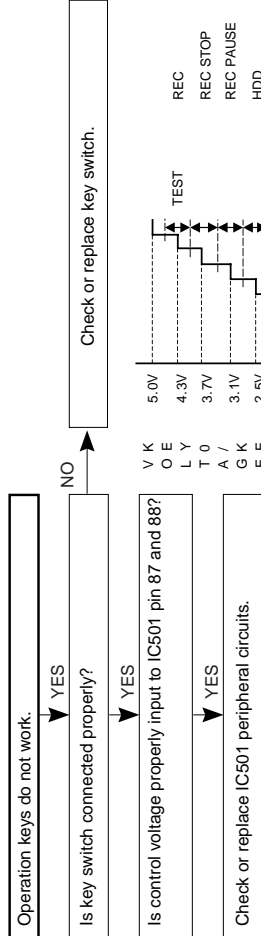 Operation keys do not work.
YES
Is key switch connected properly?
NO
Check or replace key switch.
YES
Is control voltage properly input to IC501 pin 87 and 88?
YES
Check or replace IC501 peripheral circuits.
V K
O E
L Y
T 0
A /
G K
E E
5.0V
4.3V
3.7V
3.1V
2.5V
TEST
REC
REC STOP
REC PAUSE
HDD